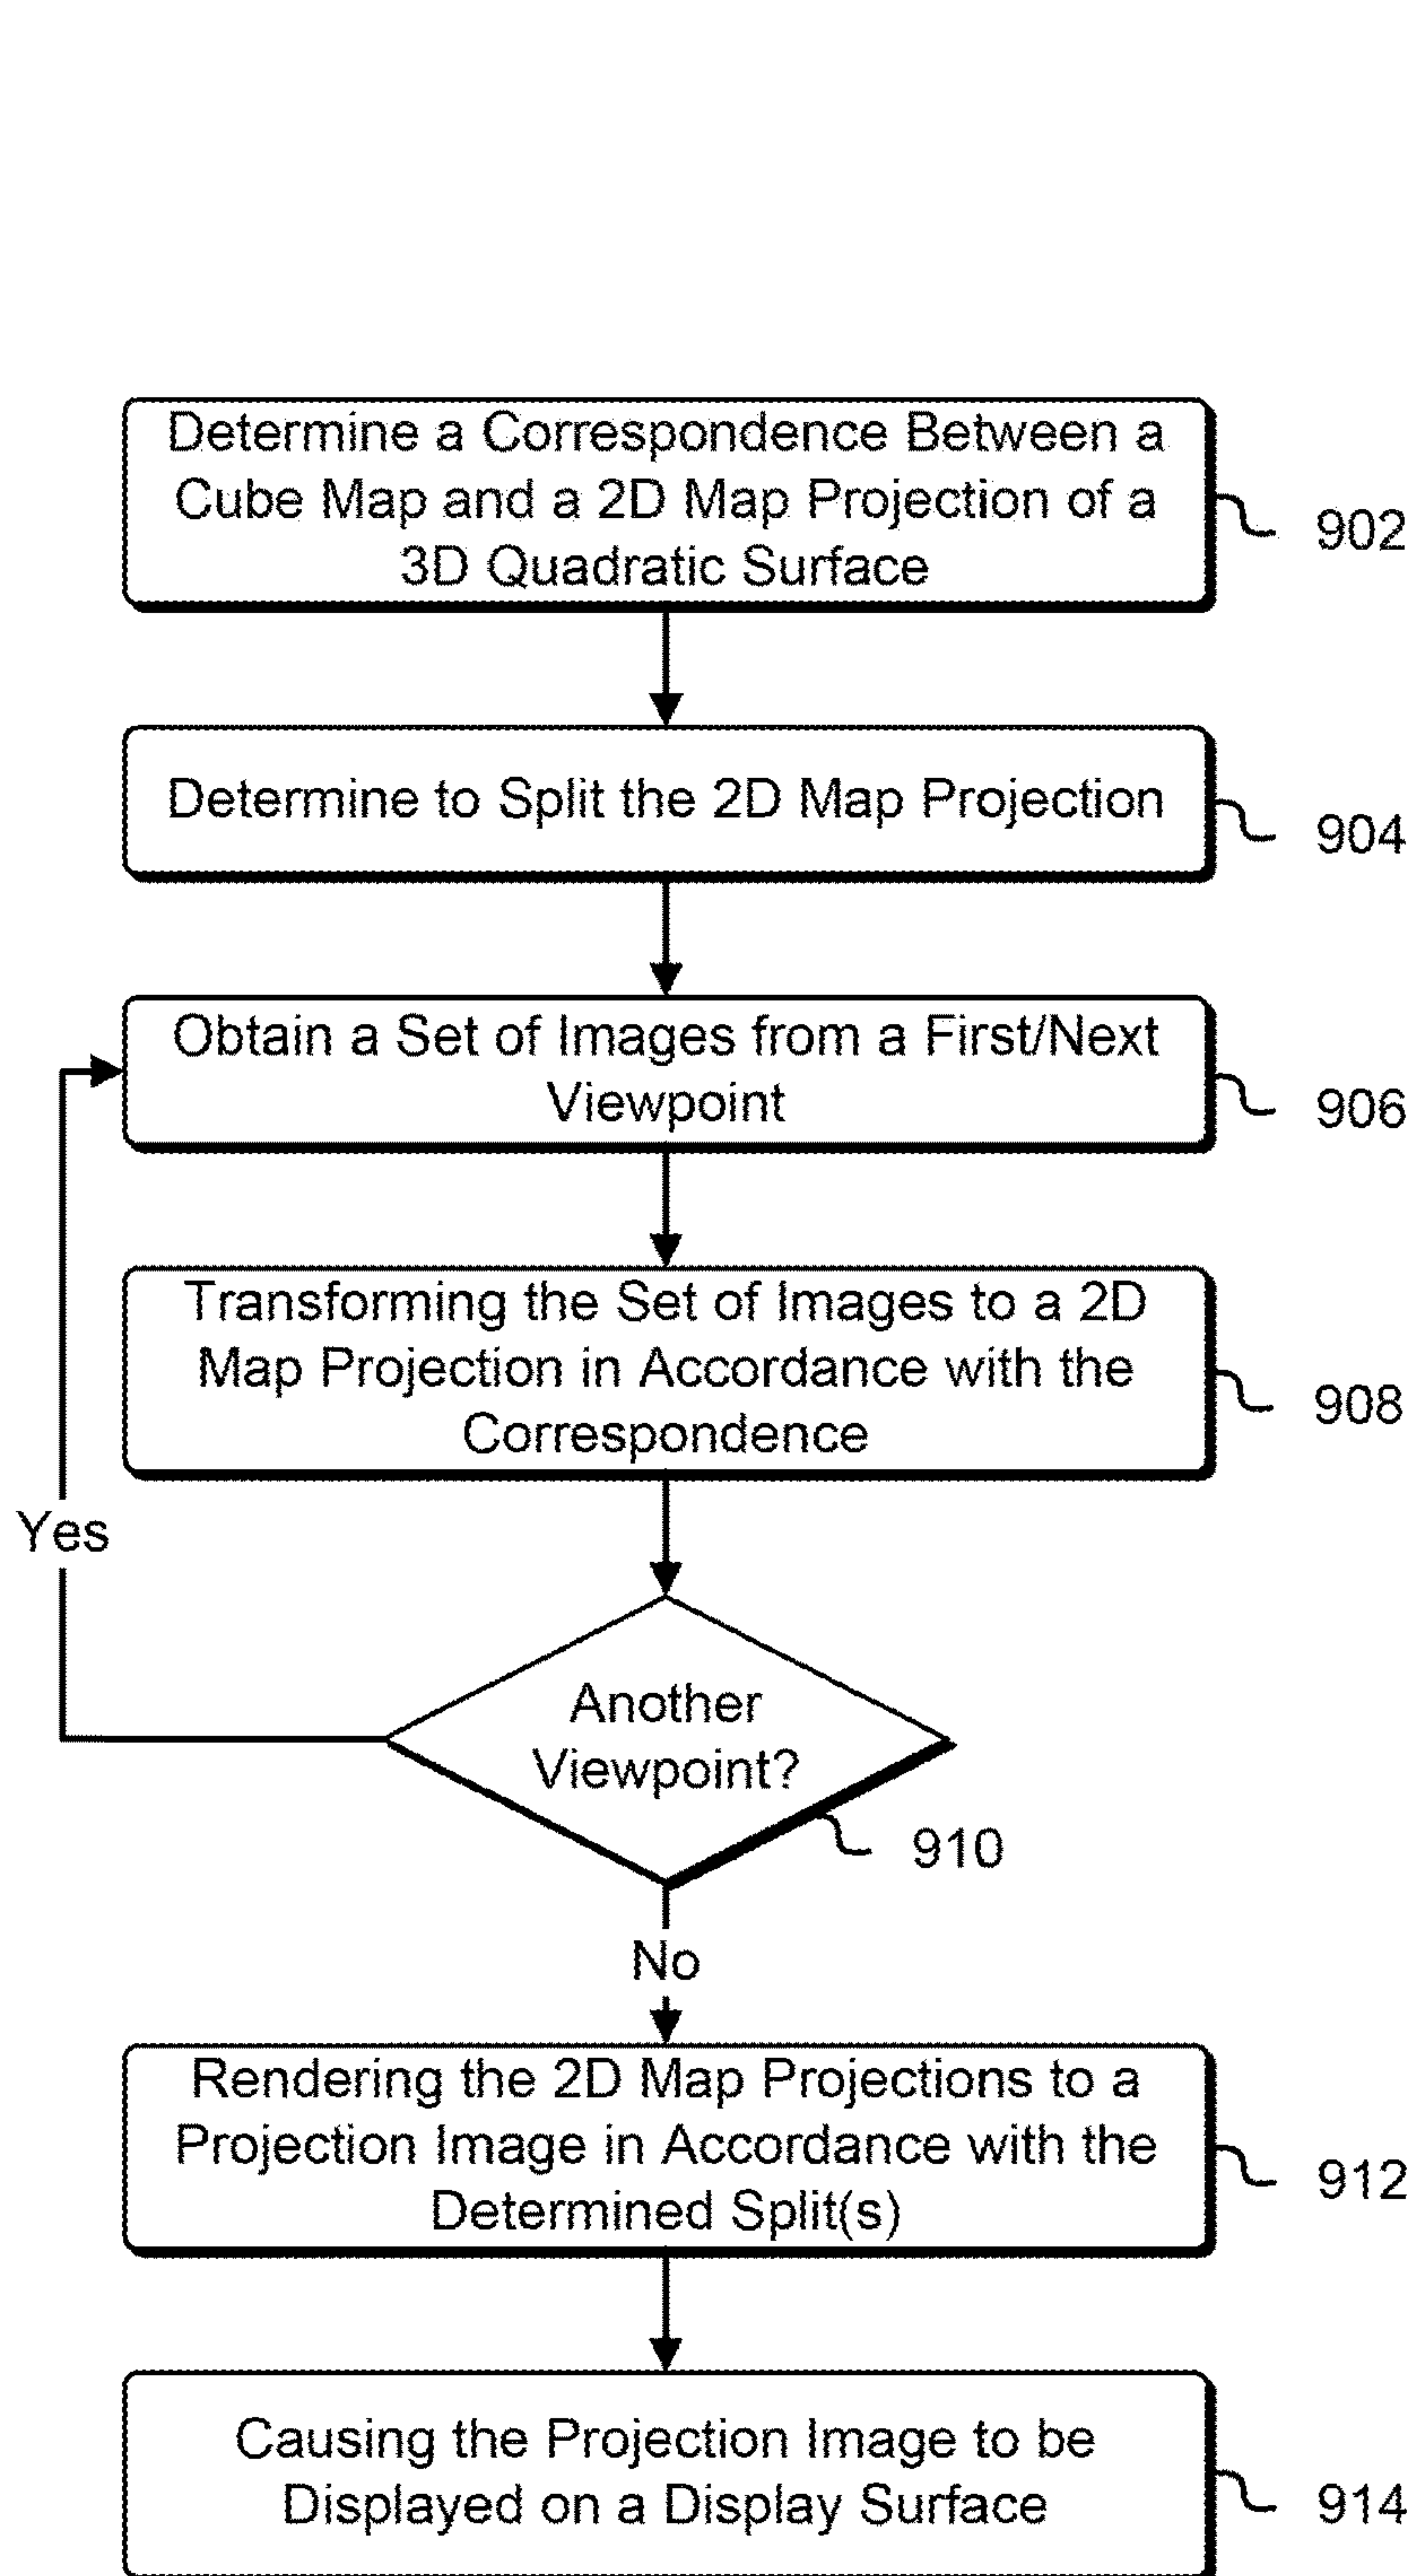 Determine a Correspondence Between a
Cube Map and a 2D Map Projection of a
3D Quadratic Surface
902
Determine to Split the 2D Map Projection
904
Obtain a Set of Images from a First/Next
Viewpoint
906
Transforming the Set of Images to a 2D
Map Projection in Accordance with the
Correspondence
908
Yes
Another
Viewpoint?
910
No
Rendering the 2D Map Projections to a
Projection Image in Accordance with the
Determined Split(s)
912
Causing the Projection Image to be
Displayed on a Display Surface
914